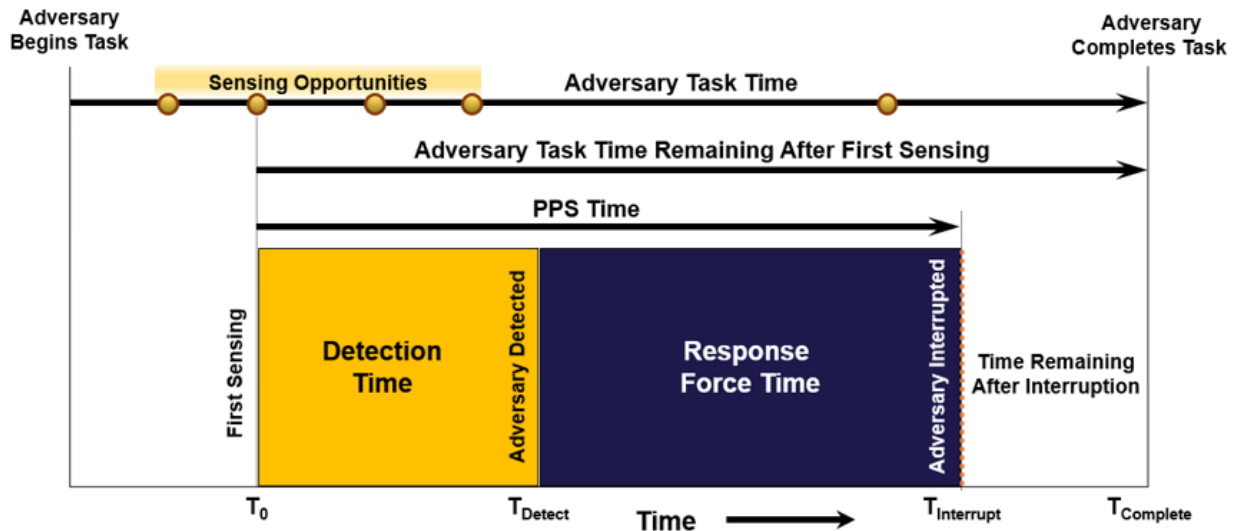 Adversary
Begins Task
Adversary
Completes Task
Sensing Opportunities
Adversary Task Time
Adversary Task Time Remaining After First Sensing
PPS Time
First Sensing
Detection
Time
Adversary Detected
Response
Force Time
Adversary Interrupted
Time Remaining
After Interruption
T0
TDetect
Time
TInterrupt
TComplete